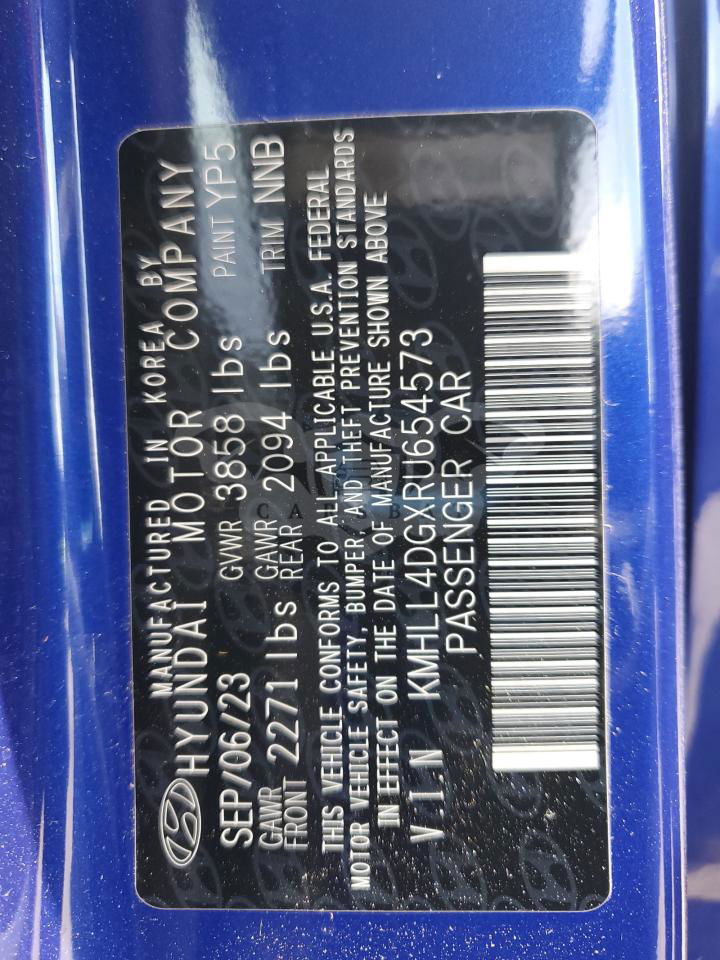 MANUFACTURED IN KOREA BY
HYUNDAI MOTOR COMPANY
SEP/06/23 GVWR 3858 lbs PAINT YP5
GAWR FRONT 2271 lbs GAWR REAR 2094 lbs TRIM NNB
THIS VEHICLE CONFORMS TO ALL APPLICABLE U.S.A. FEDERAL
MOTOR VEHICLE SAFETY, BUMPER, AND THEFT PREVENTION STANDARDS
IN EFFECT ON THE DATE OF MANUFACTURE SHOWN ABOVE
V.I.N KMHLL4DGXRU654573
PASSENGER CAR